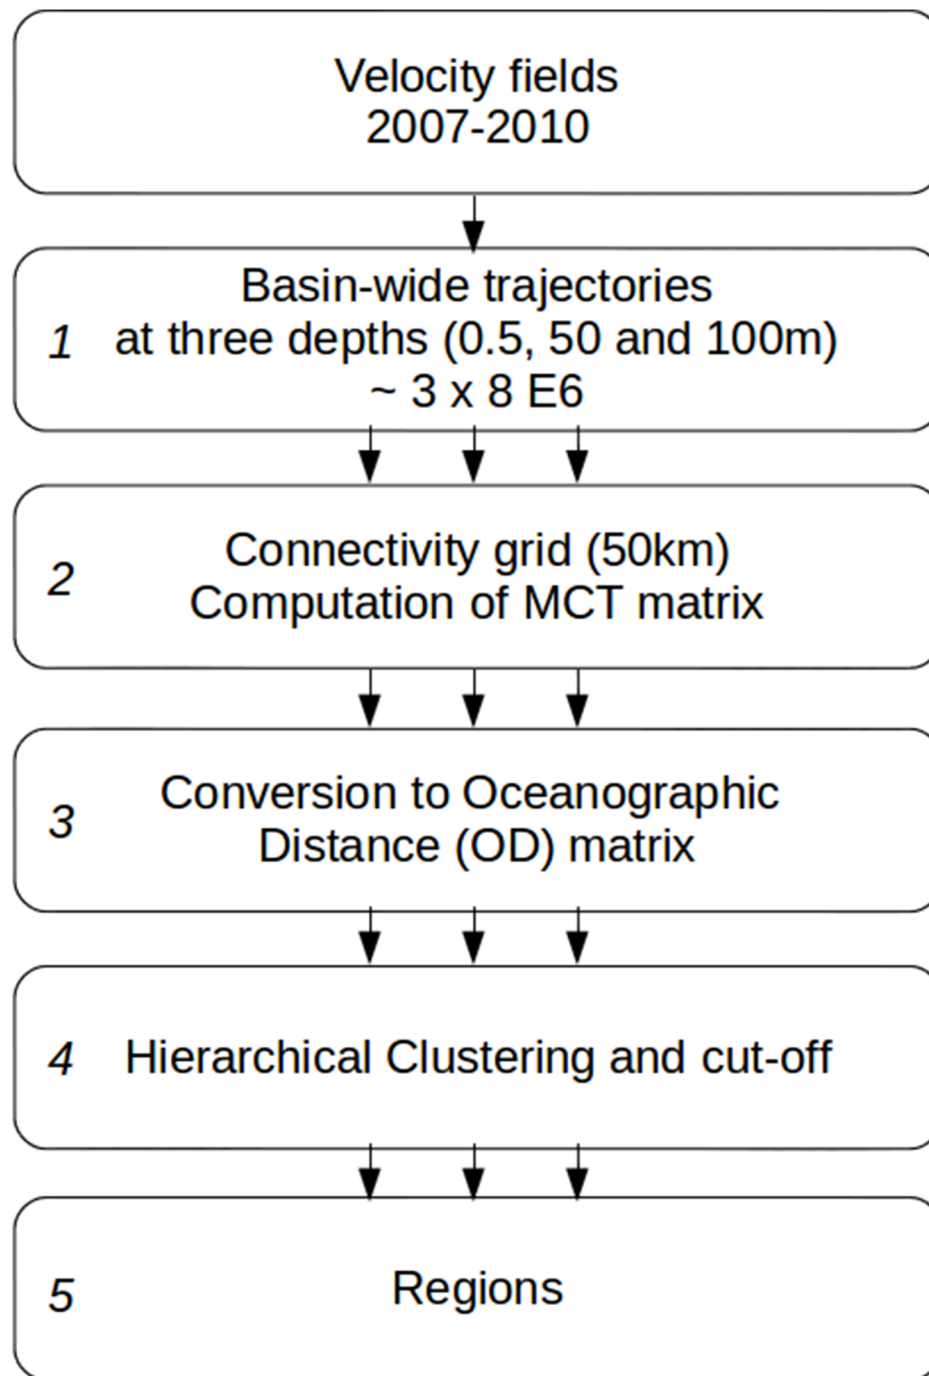 Velocity fields
2007-2010
Basin-wide trajectories
1 at three depths (0.5, 50 and 100m)
~ 3 x 8 E6
Connectivity grid (50km)
2
Computation of MCT matrix
Conversion to Oceanographic
3
Distance (OD) matrix
4 Hierarchical Clustering and cut-off
5 Regions